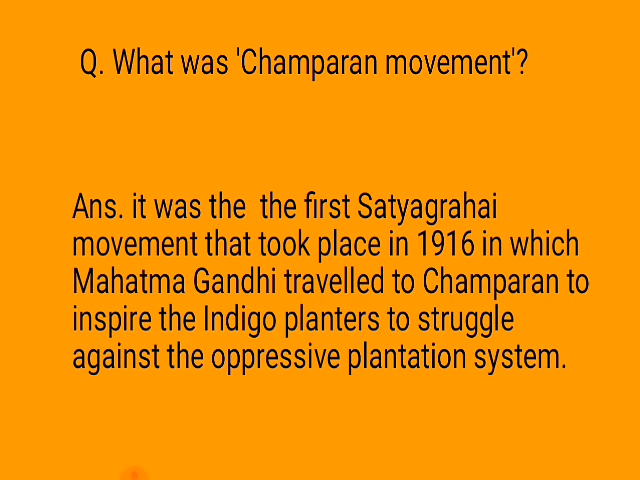 Q. What was 'Champaran movement'?
Ans. it was the the first Satyagrahai
movement that took place in 1916 in which
Mahatma Gandhi travelled to Champaran to
inspire the Indigo planters to struggle
against the oppressive plantation system.